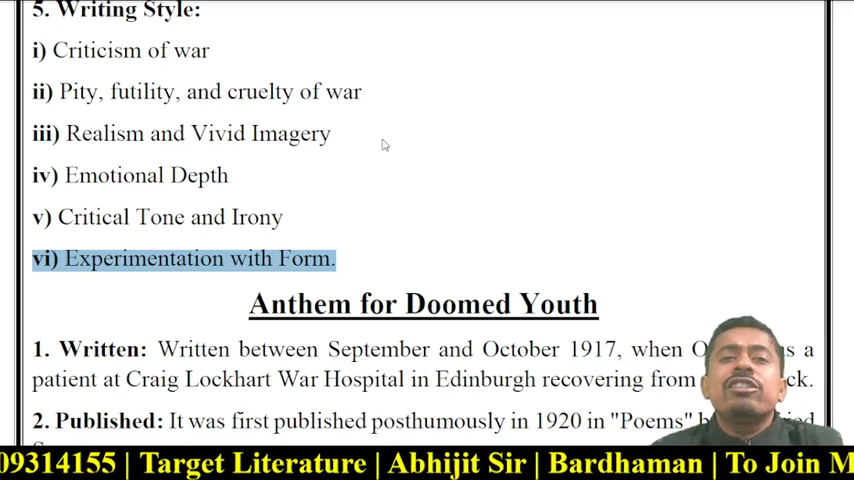 5. Writing Style:
i) Criticism of war
ii) Pity, futility, and cruelty of war
iii) Realism and Vivid Imagery
iv) Emotional Depth
v) Critical Tone and Irony
vi) Experimentation with Form.
Anthem for Doomed Youth
1. Written: Written between September and October 1917, when a
patient at Craig Lockhart War Hospital in Edinburgh recovering from
2. Published: It was first published posthumously in 1920 in "Poems"
09314155 | Target Literature | Abhijit Sir | Bardhaman | To Join M